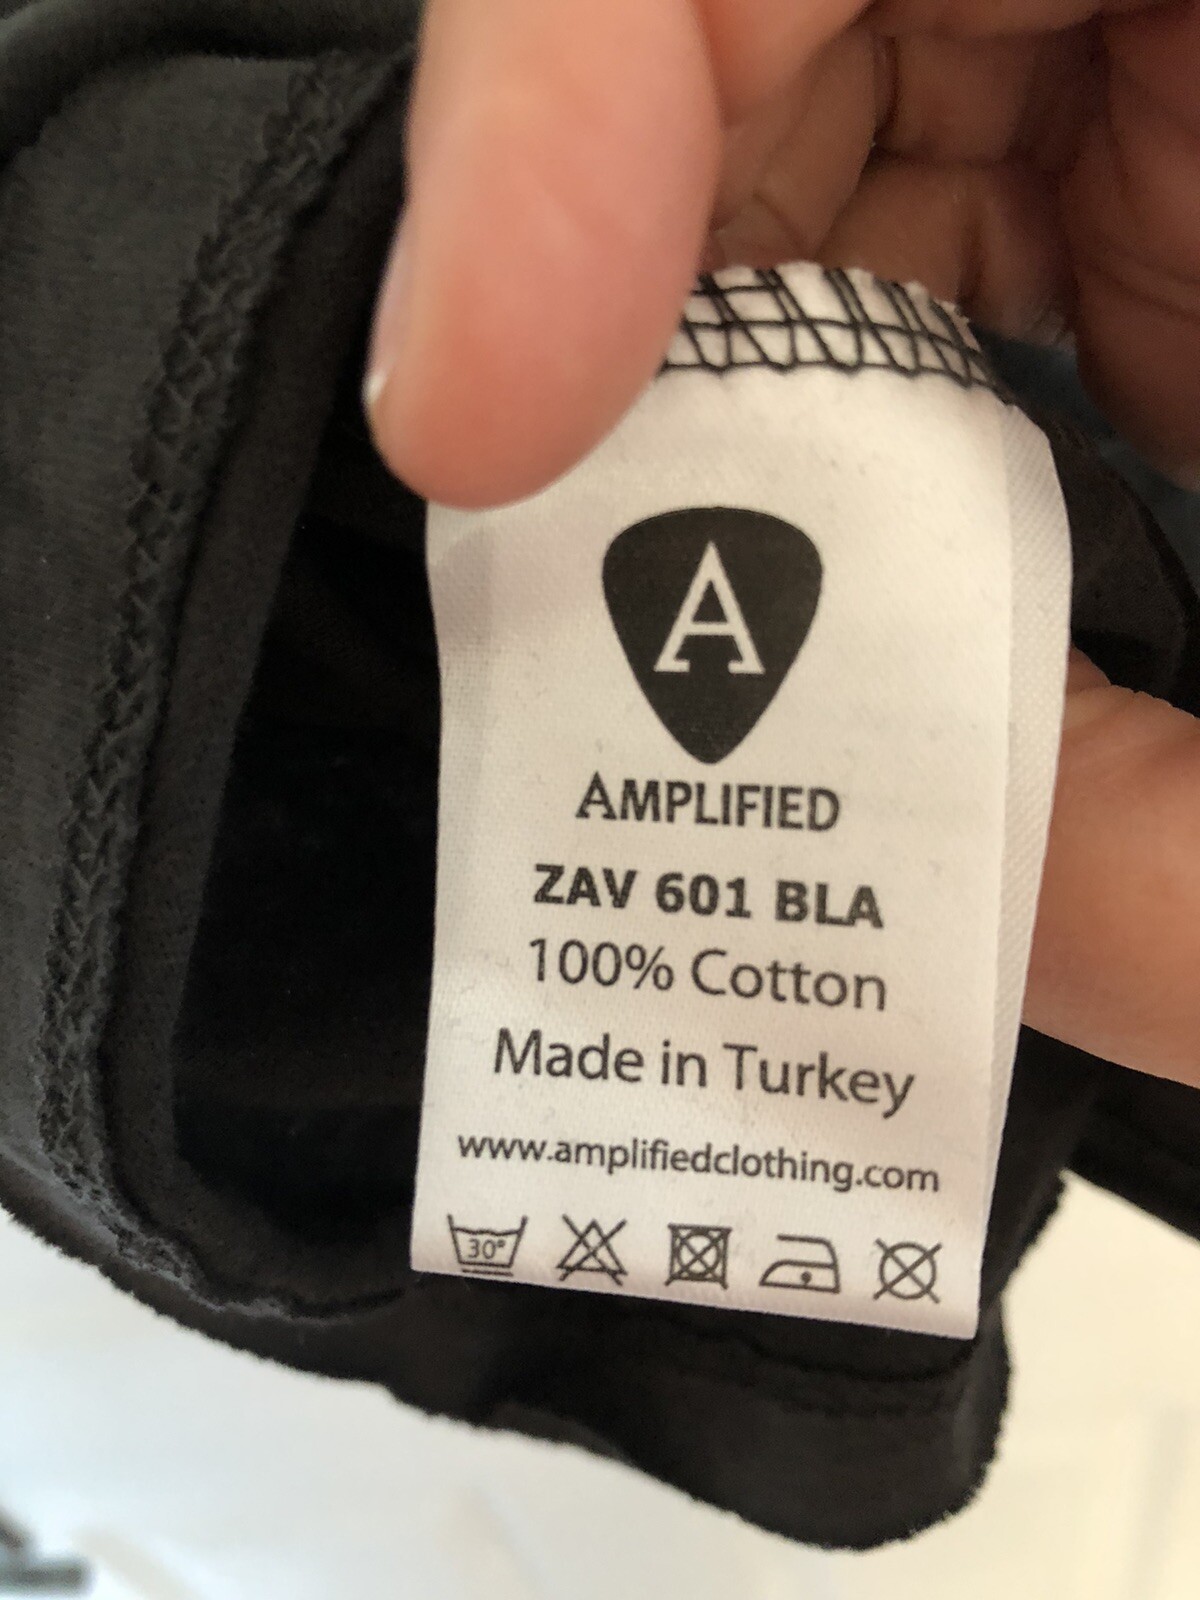 A
AMPLIFIED
ZAV 601 BLA
100% Cotton
Made in Turkey
www.amplifiedclothing.com
30°